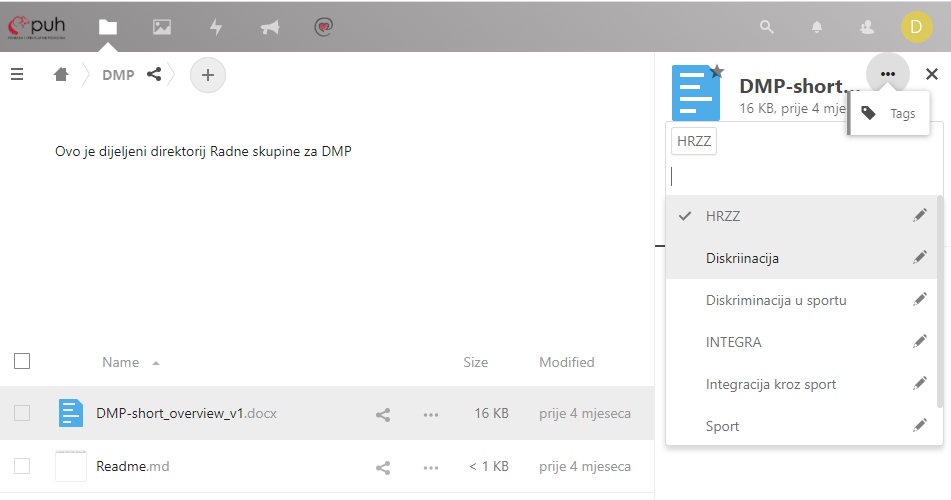 puh
D
DMP
DMP-short...
16 KB, prije 4 mje
Tags
HRZZ
Ovo je dijeljeni direktorij Radne skupine za DMP
HRZZ
Diskriinacija
Diskriminacija u sportu
INTEGRA
Integracija kroz sport
Sport
Name
Size
Modified
DMP-short_overview_v1.docx
16 KB
prije 4 mjeseca
Readme.md
< 1 KB
prije 4 mjeseca